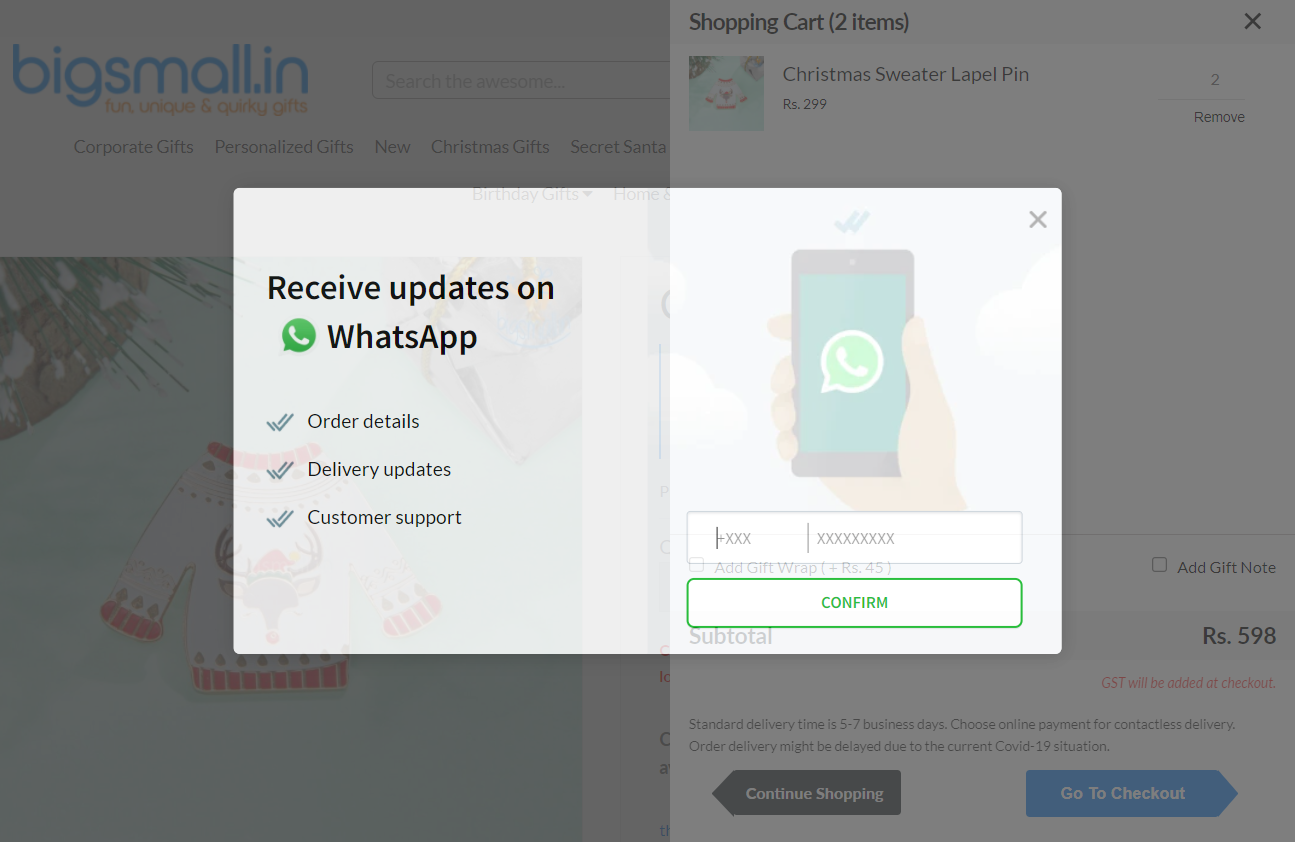 Shopping Cart (2 items)
bigsmall.in
fun, unique & quirky gifts
Search the awesome...
Christmas Sweater Lapel Pin
2
Rs. 299
Remove
Corporate Gifts Personalized Gifts New Christmas Gifts Secret Santa
Birthday Gifts Home &
Receive updates on
WhatsApp
Order details
Delivery updates
Customer support
+XXX XXXXXXXXX
Add Gift Wrap ( + Rs. 45 ) Add Gift Note
CONFIRM
Subtotal Rs. 598
GST will be added at checkout.
Standard delivery time is 5-7 business days. Choose online payment for contactless delivery.
Order delivery might be delayed due to the current Covid-19 situation.
Continue Shopping Go To Checkout